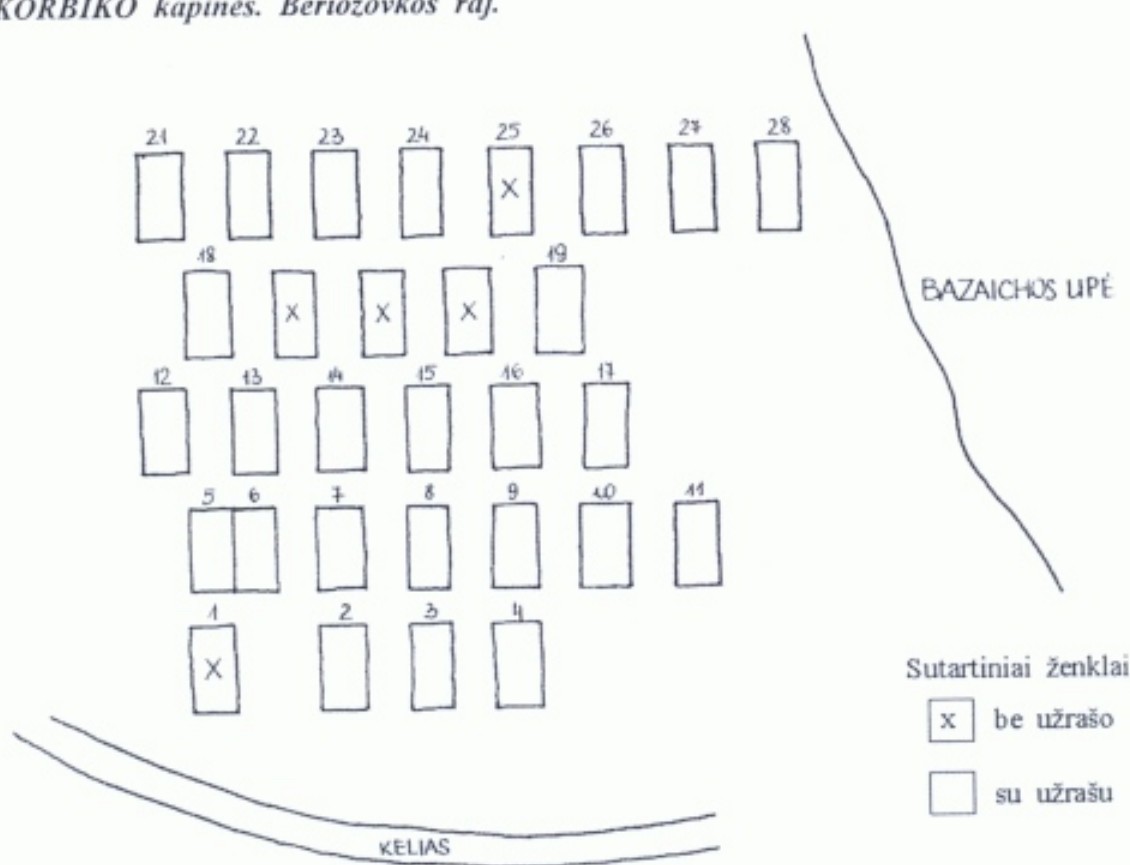 KORBIKO kapinės. Beriozovkos raj.
21 22 23 24 25 26 27 28
X
18 19
X X X
BAZAICHOS UPĖ
12 13 14 15 16 17
5 6 7 8 9 10 11
1 2 3 4
X
Sutartiniai ženklai
x be užrašo
su užrašu
KELIAS